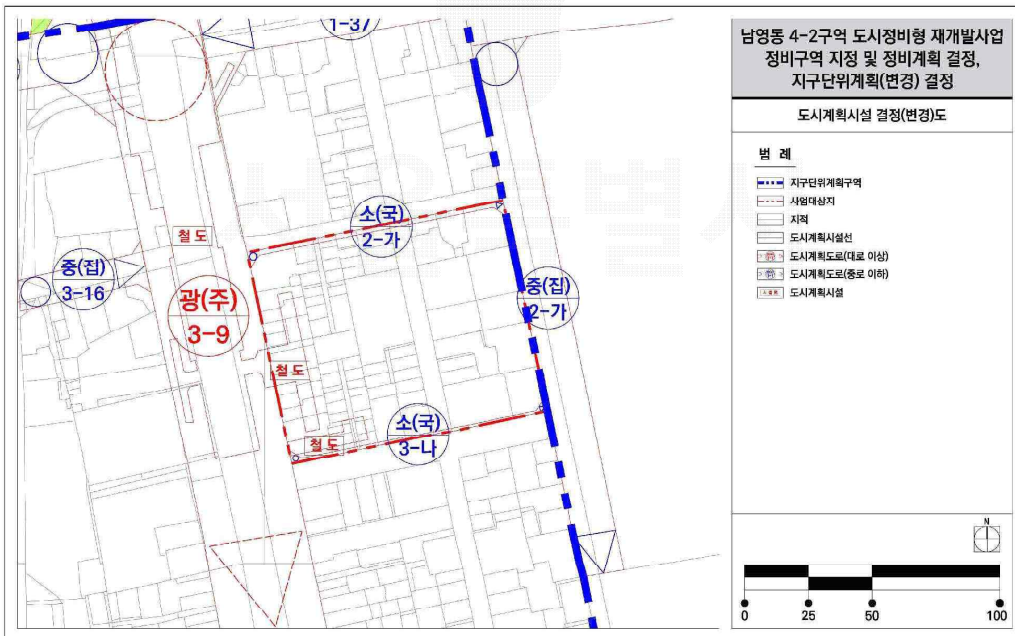 1-37
소(국)
2-가
철도
중(집)
3-16
광(주)
3-9
중(집)
2-가
철도
소(국)
3-나
철도
남영동 4-2구역 도시정비형 재개발사업
정비구역 지정 및 정비계획 결정,
지구단위계획(변경) 결정
도시계획시설 결정(변경)도
범 례
지구단위계획구역
사업대상지
지적
도시계획시설선
도시계획도로(대로 이상)
도시계획도로(중로 이하)
도시계획시설
N
0 25 50 100